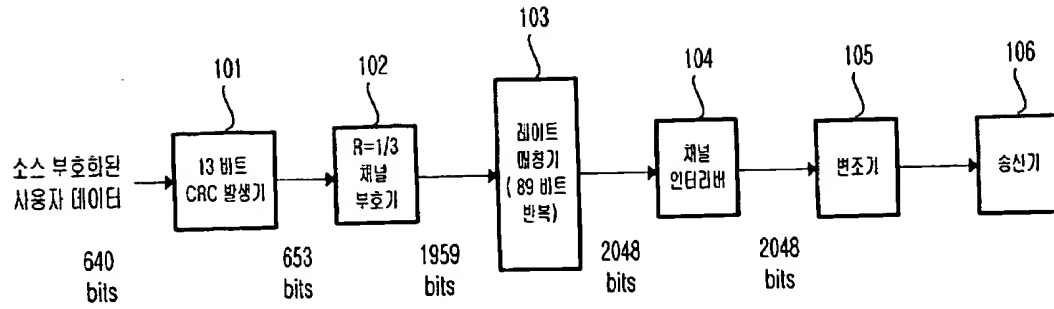 101
102
103
104
105
106
소스 부호화된
사용자 데이터
13 비트
CRC 발생기
R=1/3
채널
부호기
레이트
매칭기
( 89 비트
반복)
채널
인터리버
변조기
송신기
640
bits
653
bits
1959
bits
2048
bits
2048
bits